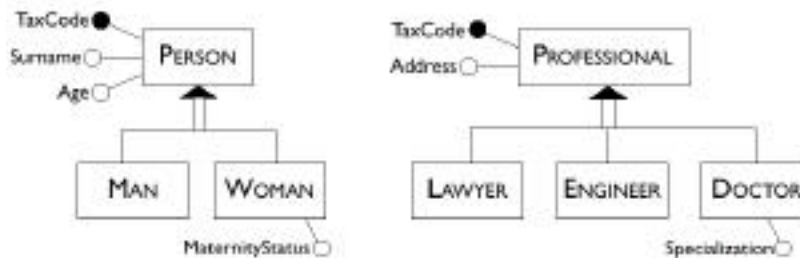 TaxCode
Surname
Age
PERSON
MAN
WOMAN
MaternityStatus
TaxCode
Address
PROFESSIONAL
LAWYER
ENGINEER
DOCTOR
Specialization